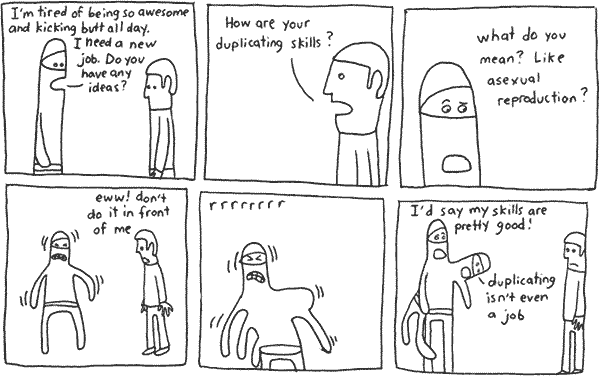 I'm tired of being so awesome
and kicking butt all day.
I need a new
job. Do you
have any
ideas?
How are your
duplicating skills?
what do you
mean? Like
asexual
reproduction?
eww! don't
do it in front
of me
rrrrrrrr
I'd say my skills are
pretty good!
duplicating
isn't even
a job